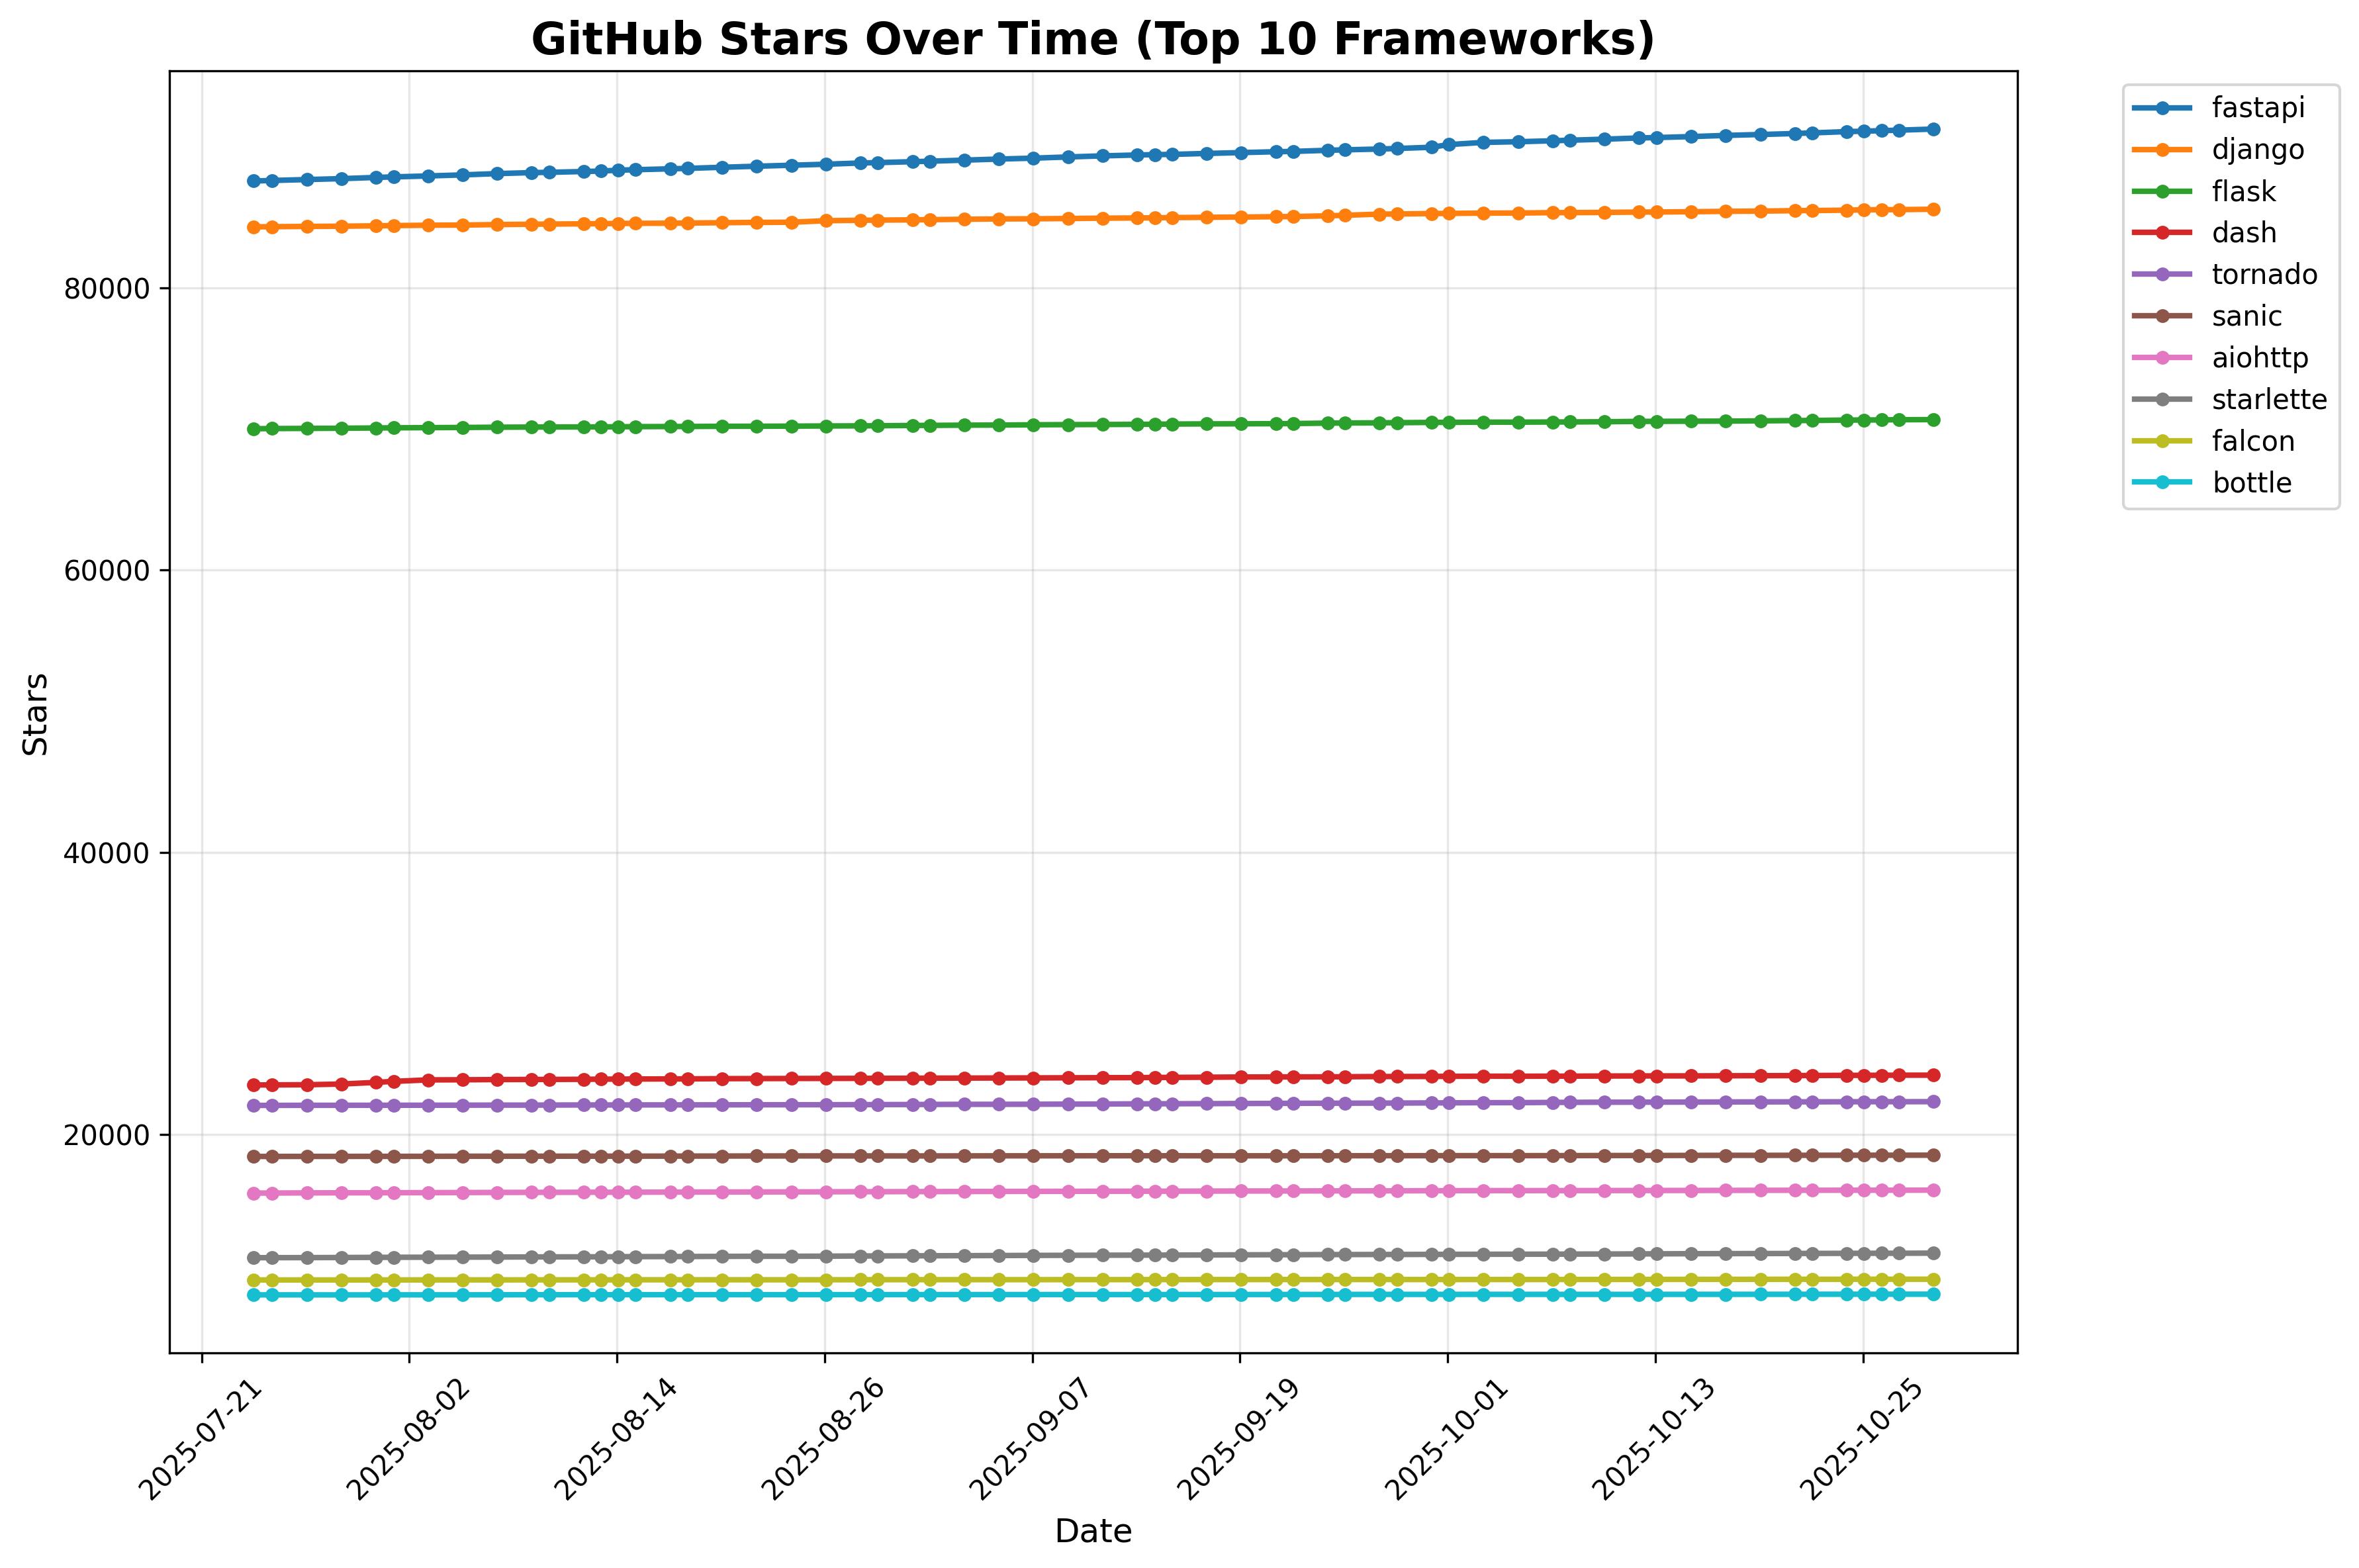 GitHub Stars Over Time (Top 10 Frameworks)
fastapi
django
flask
dash
tornado
sanic
aiohttp
starlette
falcon
bottle
Stars
80000
60000
40000
20000
2025-07-21
2025-08-02
2025-08-14
2025-08-26
2025-09-07
2025-09-19
2025-10-01
2025-10-13
2025-10-25
Date